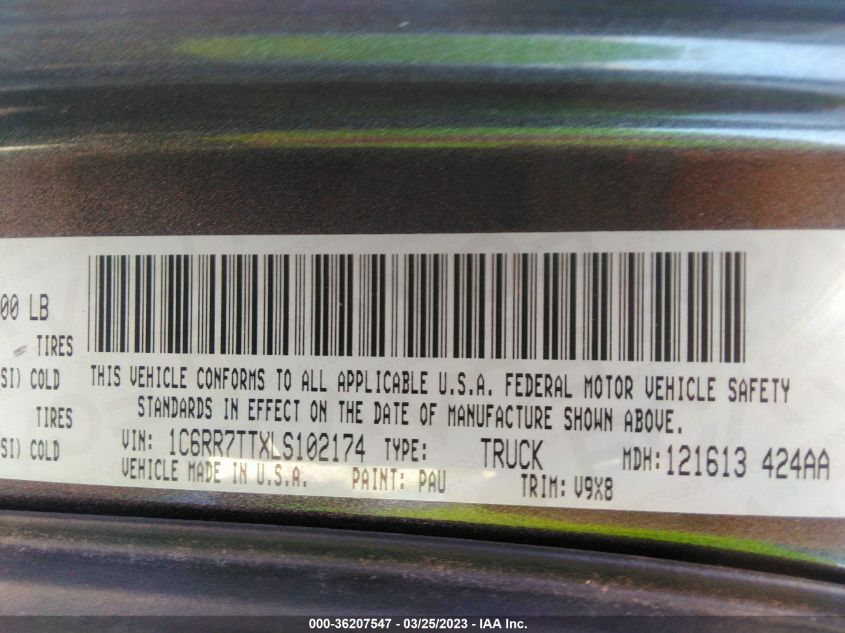 00 LB
TIRES
SI) COLD
TIRES
SI) COLD
THIS VEHICLE CONFORMS TO ALL APPLICABLE U.S.A. FEDERAL MOTOR VEHICLE SAFETY
STANDARDS IN EFFECT ON THE DATE OF MANUFACTURE SHOWN ABOVE.
VIN: 1C6RR7TTXLS102174 TYPE: TRUCK MDH: 121613 424AA
VEHICLE MADE IN U.S.A. PAINT: PAU TRIM: V9X8
000-36207547 - 03/25/2023 - IAA Inc.